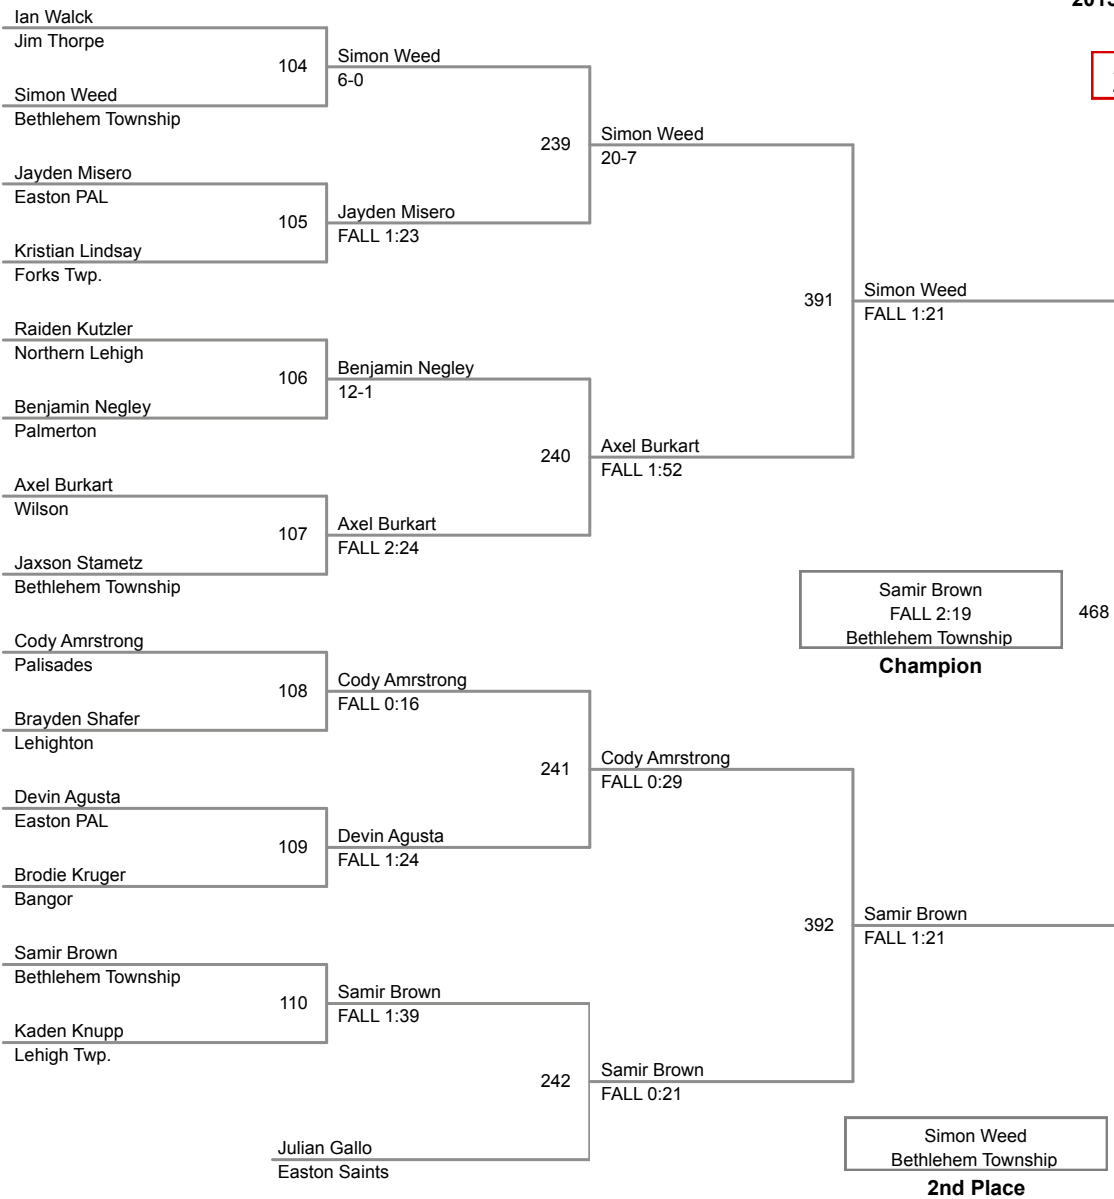 2015
Ian Walck
Jim Thorpe
104
Simon Weed
6-0
Simon Weed
Bethlehem Township
239
Simon Weed
20-7
Jayden Misero
Easton PAL
105
Jayden Misero
FALL 1:23
Kristian Lindsay
Forks Twp.
391
Simon Weed
FALL 1:21
Raiden Kutzler
Northern Lehigh
106
Benjamin Negley
12-1
Benjamin Negley
Palmerton
240
Axel Burkart
FALL 1:52
Axel Burkart
Wilson
107
Axel Burkart
FALL 2:24
Jaxson Stametz
Bethlehem Township
Samir Brown
FALL 2:19
Bethlehem Township
468
Champion
Cody Amrstrong
Palisades
108
Cody Amrstrong
FALL 0:16
Brayden Shafer
Lehighton
241
Cody Amrstrong
FALL 0:29
Devin Agusta
Easton PAL
109
Devin Agusta
FALL 1:24
Brodie Kruger
Bangor
392
Samir Brown
FALL 1:21
Samir Brown
Bethlehem Township
110
Samir Brown
FALL 1:39
Kaden Knupp
Lehigh Twp.
242
Samir Brown
FALL 0:21
Julian Gallo
Easton Saints
Simon Weed
Bethlehem Township
2nd Place